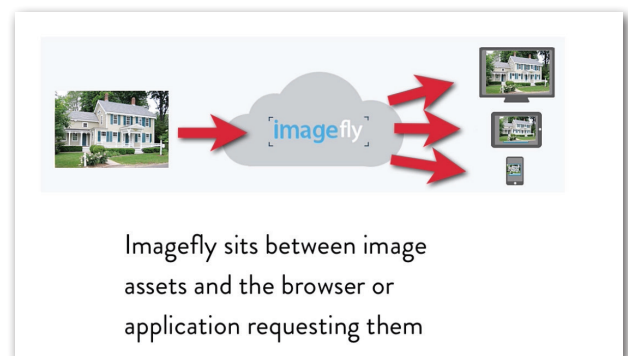 imagefly
Imagefly sits between image
assets and the browser or
application requesting them